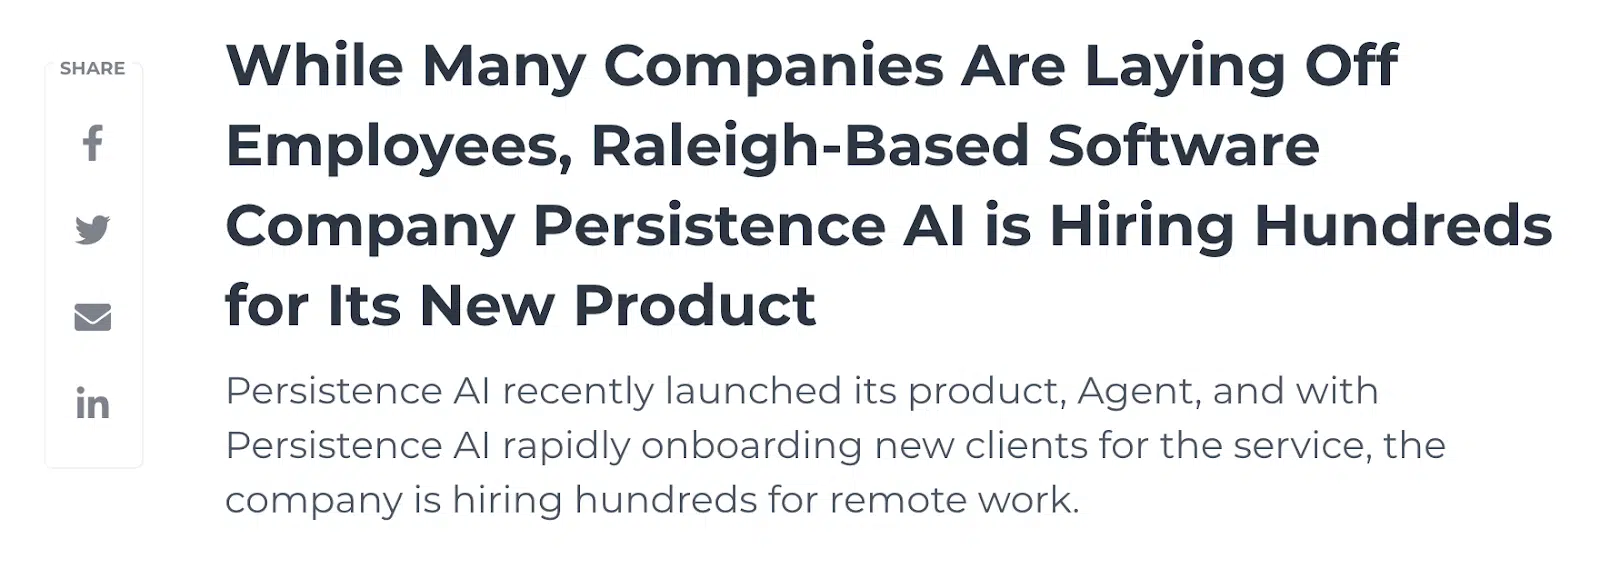 SHARE
While Many Companies Are Laying Off
Employees, Raleigh-Based Software
Company Persistence AI is Hiring Hundreds
for Its New Product
Persistence AI recently launched its product, Agent, and with
Persistence AI rapidly onboarding new clients for the service, the
company is hiring hundreds for remote work.